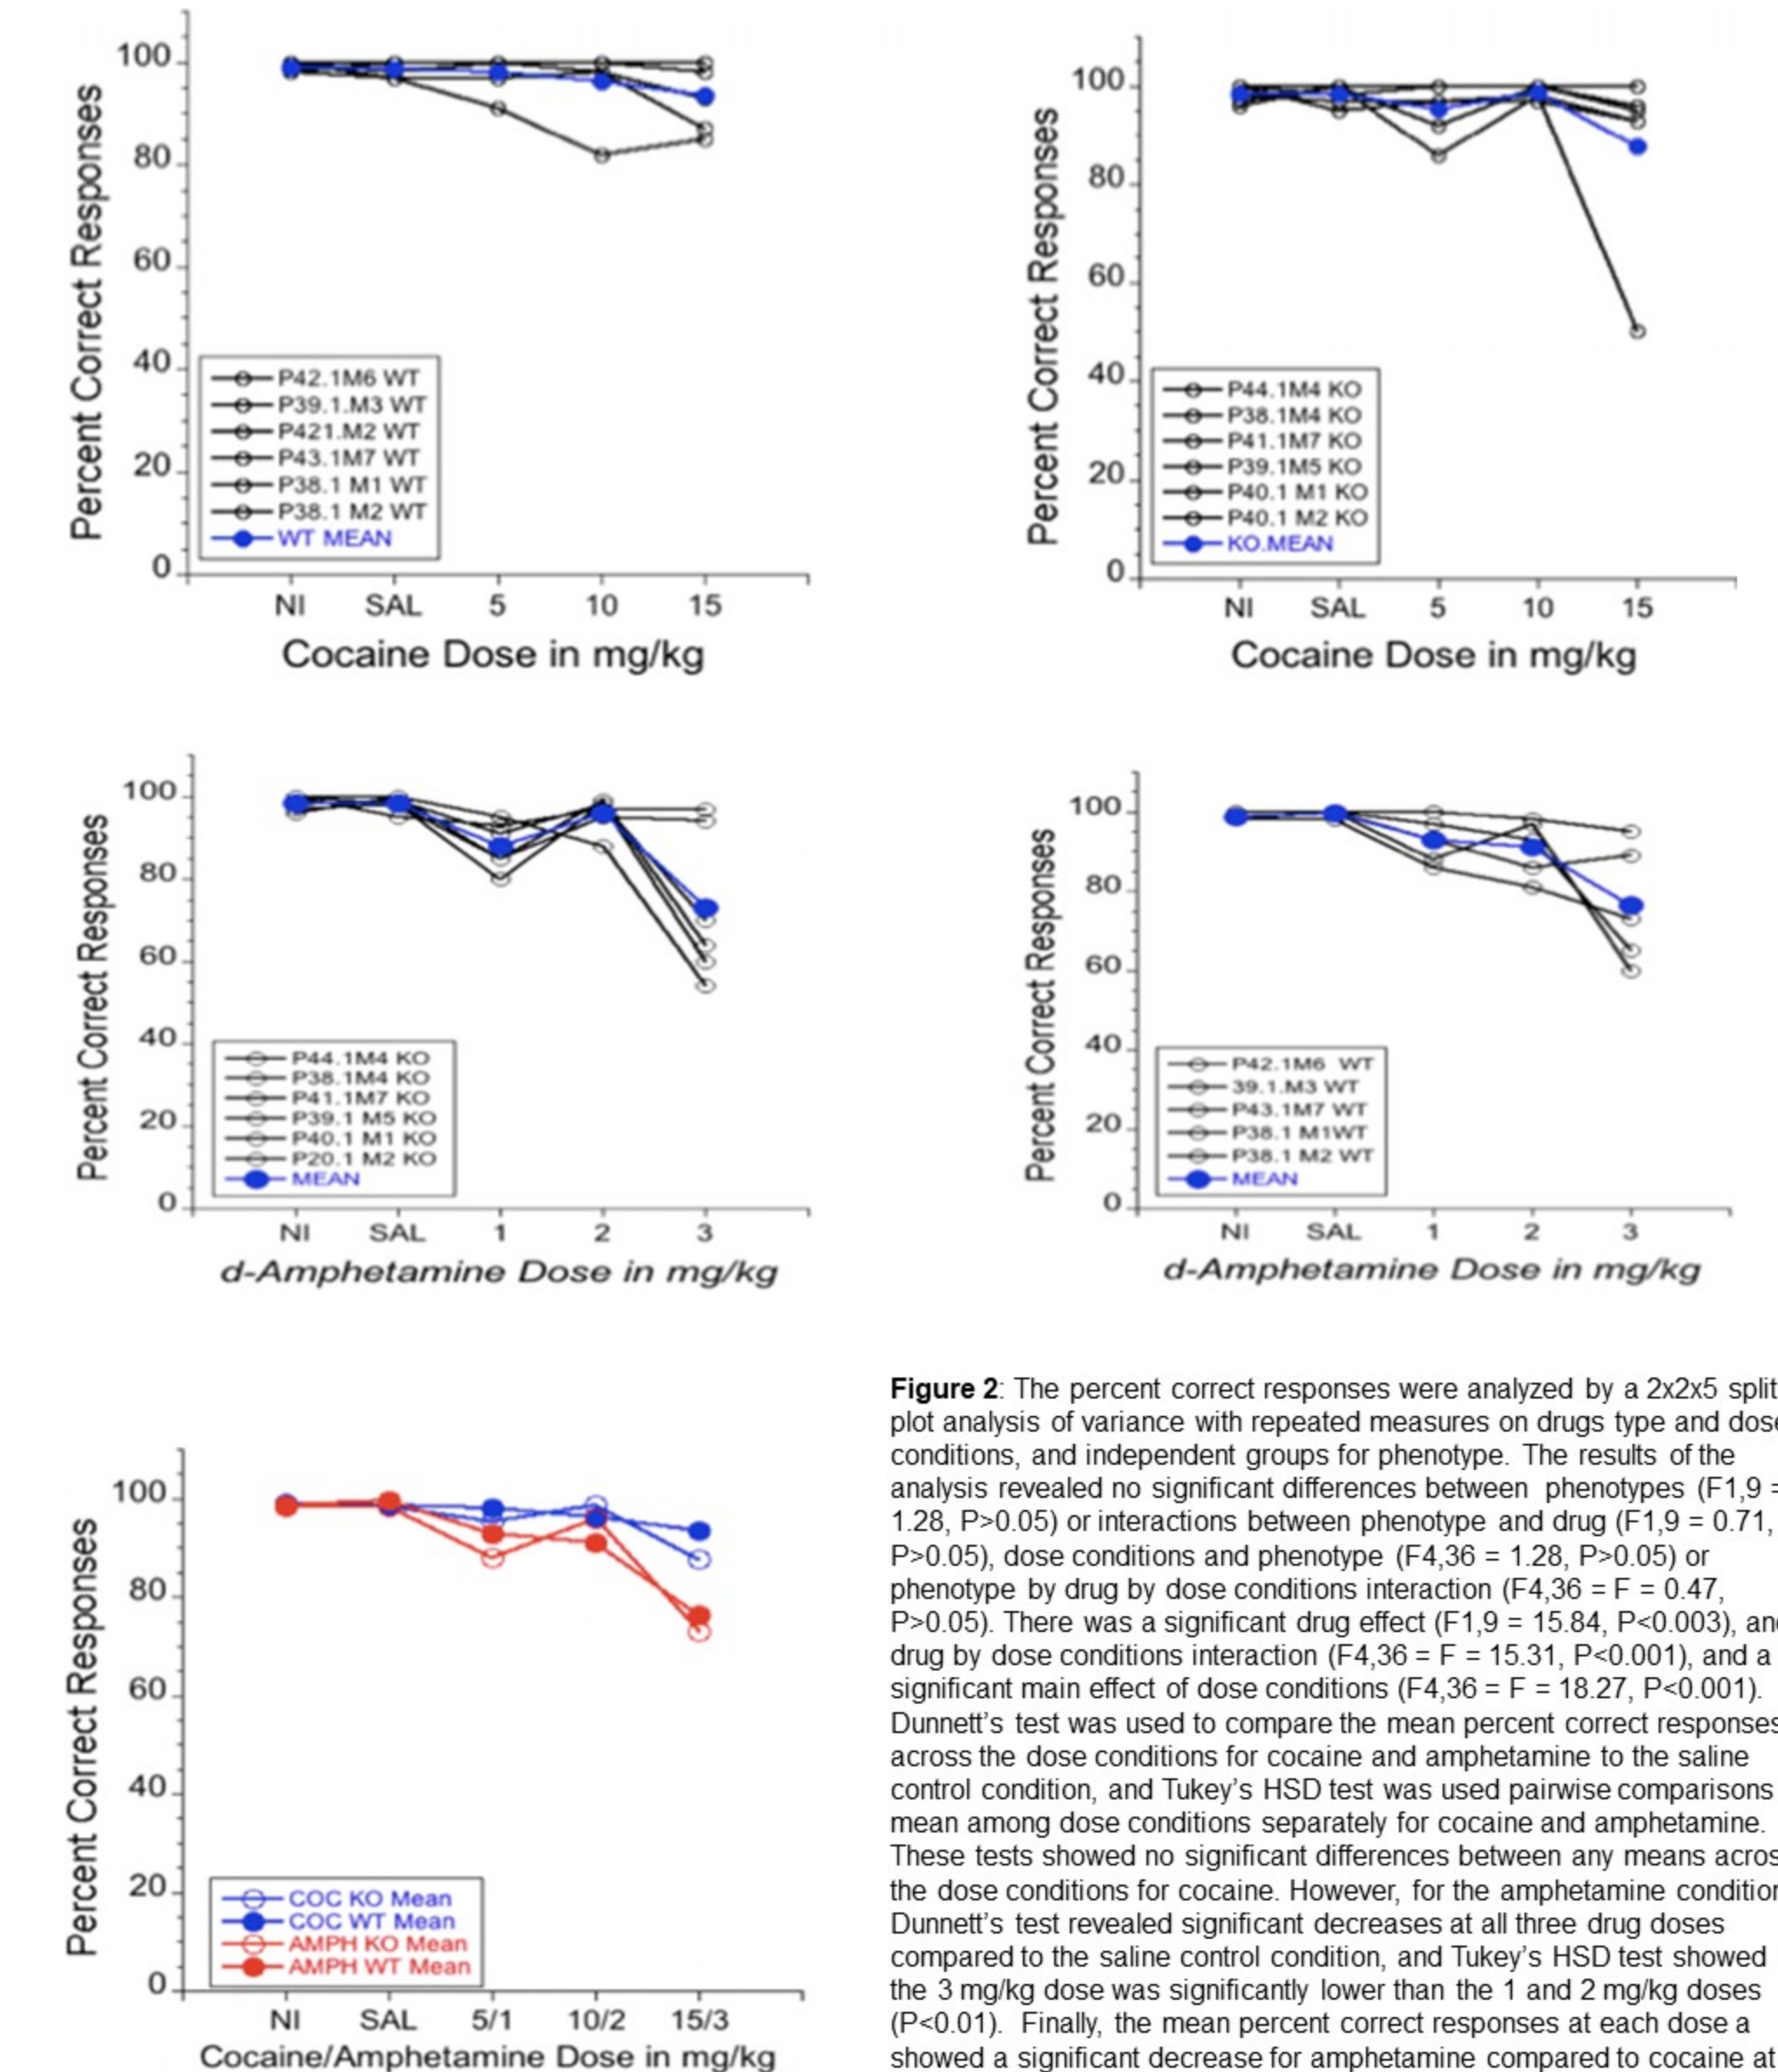 Percent Correct Responses
100
80
60
40
20
0
P42.1M6 WT
P39.1.M3 WT
P421.M2 WT
P43.1M7 WT
P38.1 M1 WT
P38.1 M2 WT
WT MEAN
NI SAL 5 10 15
Cocaine Dose in mg/kg
Percent Correct Responses
100
80
60
40
20
0
P44.1M4 KO
P38.1M4 KO
P41.1M7 KO
P39.1M5 KO
P40.1 M1 KO
P40.1 M2 KO
KO.MEAN
NI SAL 5 10 15
Cocaine Dose in mg/kg
Percent Correct Responses
100
80
60
40
20
0
P44.1M4 KO
P38.1M4 KO
P41.1M7 KO
P39.1 M5 KO
P40.1 M1 KO
P20.1 M2 KO
MEAN
NI SAL 1 2 3
d-Amphetamine Dose in mg/kg
Percent Correct Responses
100
80
60
40
20
0
P42.1M6 WT
39.1.M3 WT
P43.1M7 WT
P38.1 M1WT
P38.1 M2 WT
MEAN
NI SAL 1 2 3
d-Amphetamine Dose in mg/kg
Percent Correct Responses
100
80
60
40
20
0
COC KO Mean
COC WT Mean
AMPH KO Mean
AMPH WT Mean
NI SAL 5/1 10/2 15/3
Cocaine/Amphetamine Dose in mg/kg
Figure 2: The percent correct responses were analyzed by a 2x2x5 split
plot analysis of variance with repeated measures on drugs type and dose
conditions, and independent groups for phenotype. The results of the
analysis revealed no significant differences between phenotypes (F1,9 =
1.28, P>0.05) or interactions between phenotype and drug (F1,9 = 0.71,
P>0.05), dose conditions and phenotype (F4,36 = 1.28, P>0.05) or
phenotype by drug by dose conditions interaction (F4,36 = F = 0.47,
P>0.05). There was a significant drug effect (F1,9 = 15.84, P<0.003), an
drug by dose conditions interaction (F4,36 = F = 15.31, P<0.001), and a
significant main effect of dose conditions (F4,36 = F = 18.27, P<0.001).
Dunnett's test was used to compare the mean percent correct responses
across the dose conditions for cocaine and amphetamine to the saline
control condition, and Tukey's HSD test was used pairwise comparisons
mean among dose conditions separately for cocaine and amphetamine.
These tests showed no significant differences between any means acros
the dose conditions for cocaine. However, for the amphetamine condition
Dunnett's test revealed significant decreases at all three drug doses
compared to the saline control condition, and Tukey's HSD test showed
the 3 mg/kg dose was significantly lower than the 1 and 2 mg/kg doses
(P<0.01). Finally, the mean percent correct responses at each dose a
showed a significant decrease for amphetamine compared to cocaine at